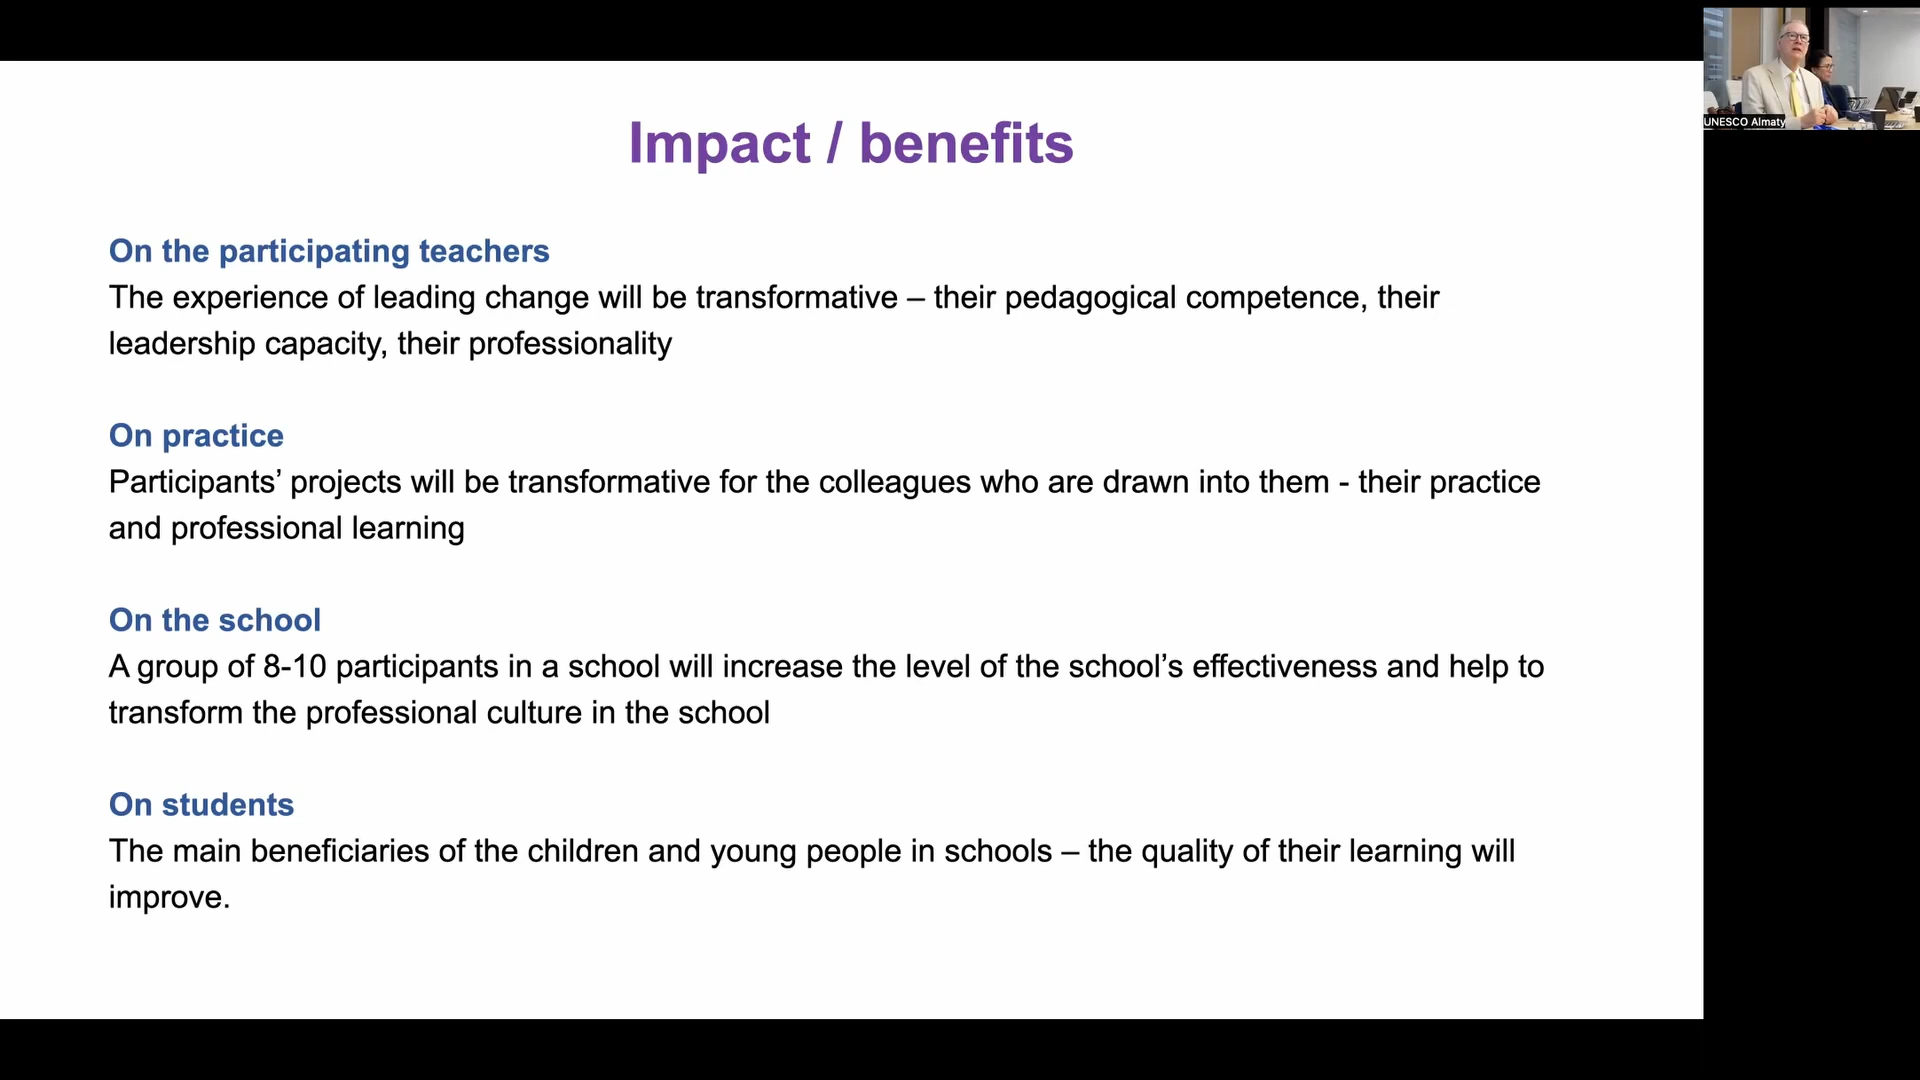 Impact / benefits
On the participating teachers
The experience of leading change will be transformative – their pedagogical competence, their
leadership capacity, their professionality
On practice
Participants’ projects will be transformative for the colleagues who are drawn into them - their practice
and professional learning
On the school
A group of 8-10 participants in a school will increase the level of the school’s effectiveness and help to
transform the professional culture in the school
On students
The main beneficiaries of the children and young people in schools – the quality of their learning will
improve.
UNESCO Almaty